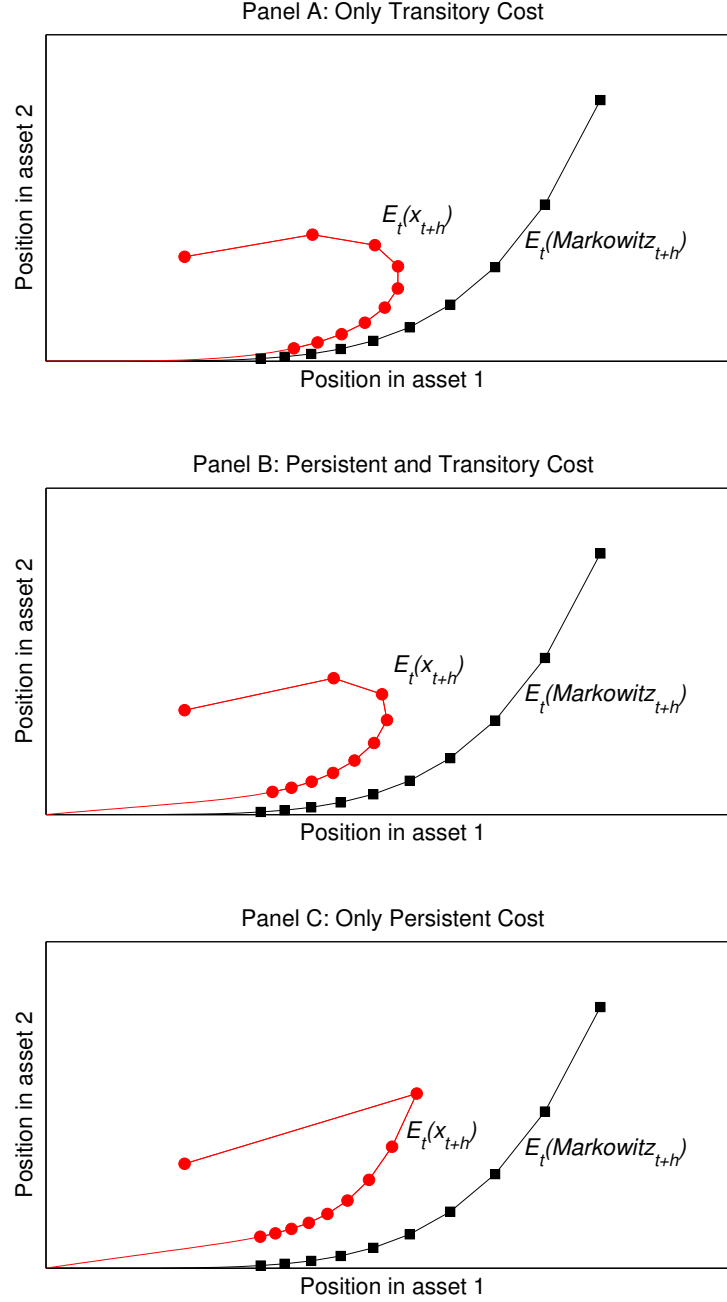 Panel A: Only Transitory Cost
Position in asset 2
E_t(x_{t+h})
E_t(Markowitz_{t+h})
Position in asset 1
Panel B: Persistent and Transitory Cost
Position in asset 2
E_t(x_{t+h})
E_t(Markowitz_{t+h})
Position in asset 1
Panel C: Only Persistent Cost
Position in asset 2
E_t(x_{t+h})
E_t(Markowitz_{t+h})
Position in asset 1